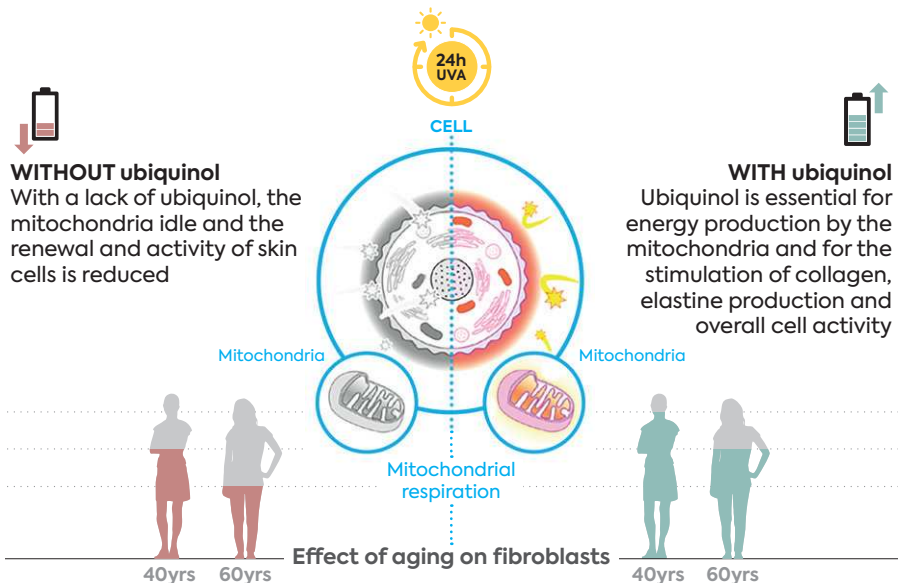 24h
UVA
CELL
WITHOUT ubiquinol
With a lack of ubiquinol, the
mitochondria idle and the
renewal and activity of skin
cells is reduced
WITH ubiquinol
Ubiquinol is essential for
energy production by the
mitochondria and for the
stimulation of collagen,
elastine production and
overall cell activity
Mitochondria
Mitochondria
Mitochondrial
respiration
Effect of aging on fibroblasts
40yrs 60yrs
40yrs 60yrs